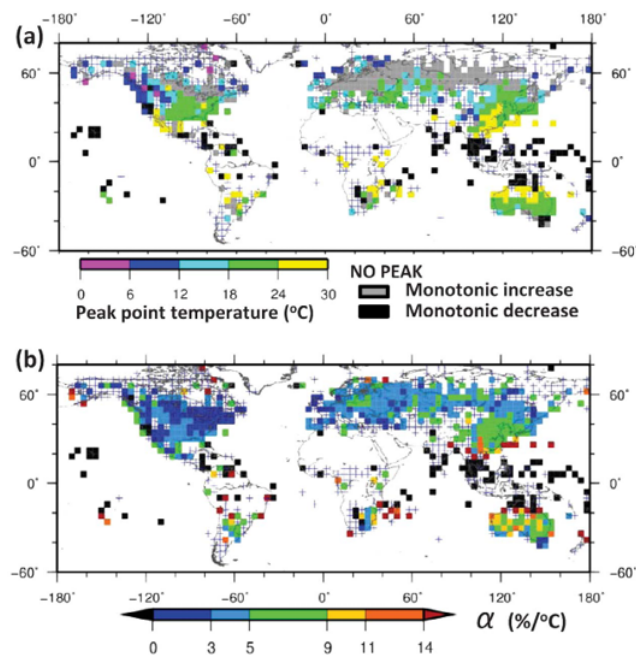 −180˚ −120˚ −60˚ 0˚ 60˚ 120˚ 180˚
(a)
60˚ 60˚
0˚ 0˚
−60˚ −60˚
0 6 12 18 24 30
Peak point temperature (°C)
NO PEAK
Monotonic increase
Monotonic decrease
(b)
60˚ 60˚
0˚ 0˚
−60˚ −60˚
−180˚ −120˚ −60˚ 0˚ 60˚ 120˚ 180˚
0 3 5 9 11 14
α (%/°C)